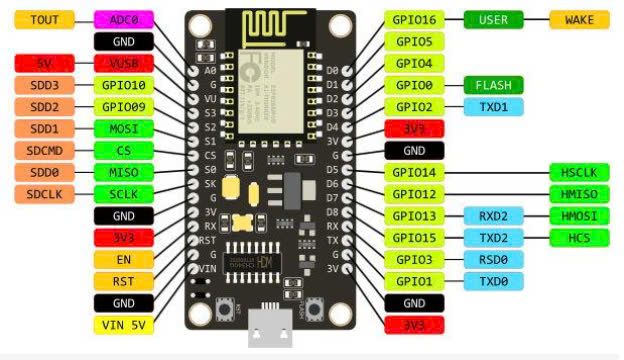 TOUT ADC0 GPIO16 USER WAKE
GND GPIO5
5V VUSB GPIO4
SDD3 GPIO10 GPIO0 FLASH
SDD2 GPIO09 GPIO2 TXD1
SDD1 MOSI 3V3
SDCMD CS GND
SDD0 MISO GPIO14 HSCLK
SDCLK SCLK GPIO12 HMISO
GND GPIO13 RXD2 HMOSI
3V3 GPIO15 TXD2 HCS
EN GPIO3 RSD0
RST GPIO1 TXD0
GND GND
VIN 5V 3V3
A0 D0
G D1
VU D2
S3 D3
S2 D4
S1 3V
CS G
S0 D5
SK D6
G D7
3V D8
RX RX
RST TX
G G
VIN 3V
RST FLASH